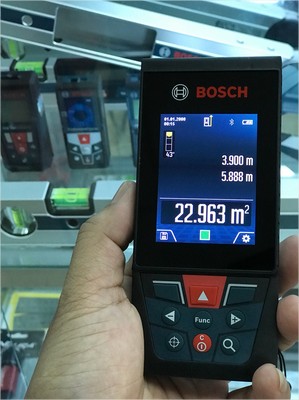 BOSCH
01.01.2000
00:15
43°
3.900 m
5.888 m
22.963 m²
Func
C